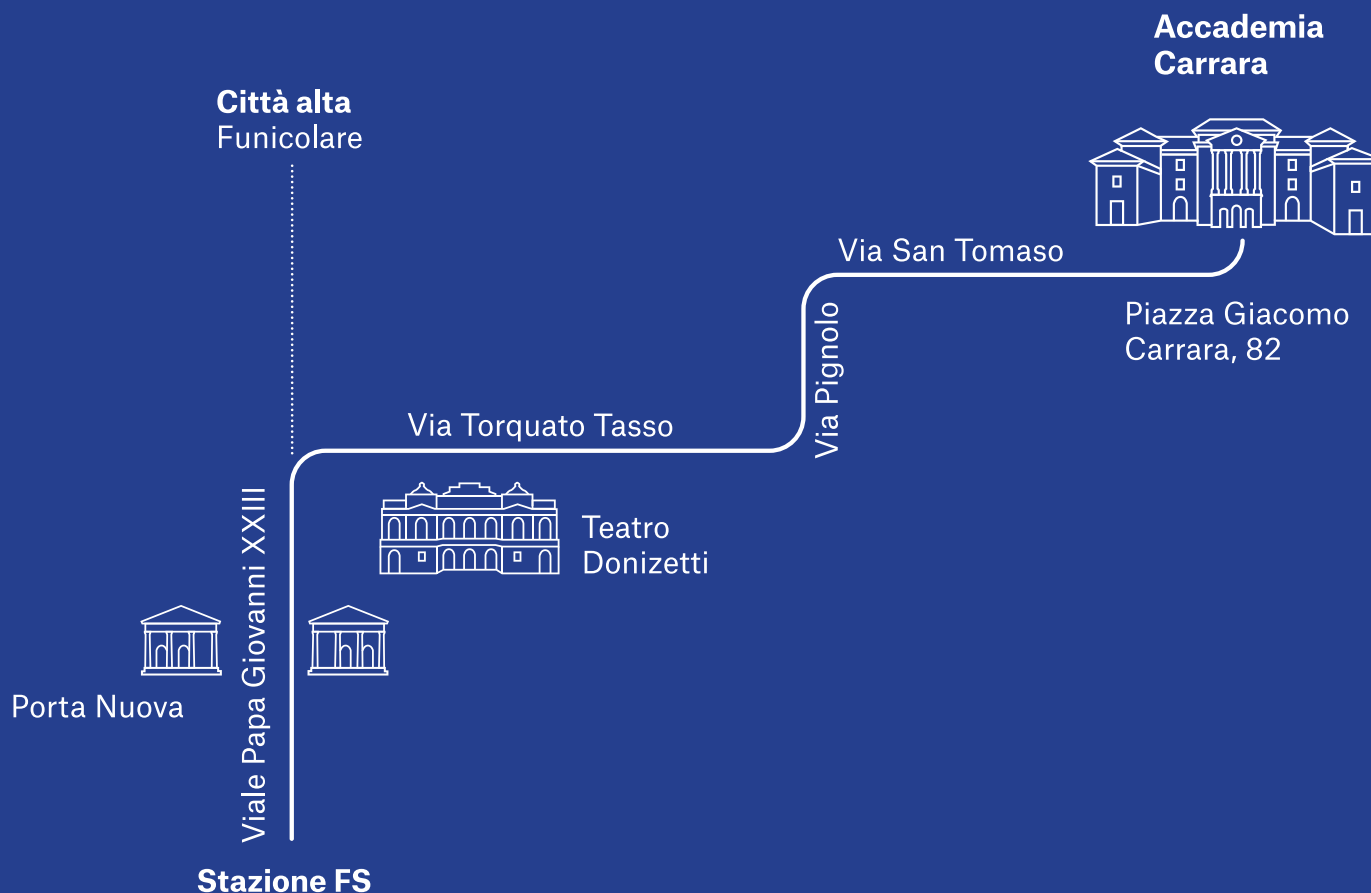 Accademia
Carrara
Città alta
Funicolare
Via San Tomaso
Piazza Giacomo
Carrara, 82
Via Pignolo
Via Torquato Tasso
Teatro
Donizetti
Viale Papa Giovanni XXIII
Porta Nuova
Stazione FS